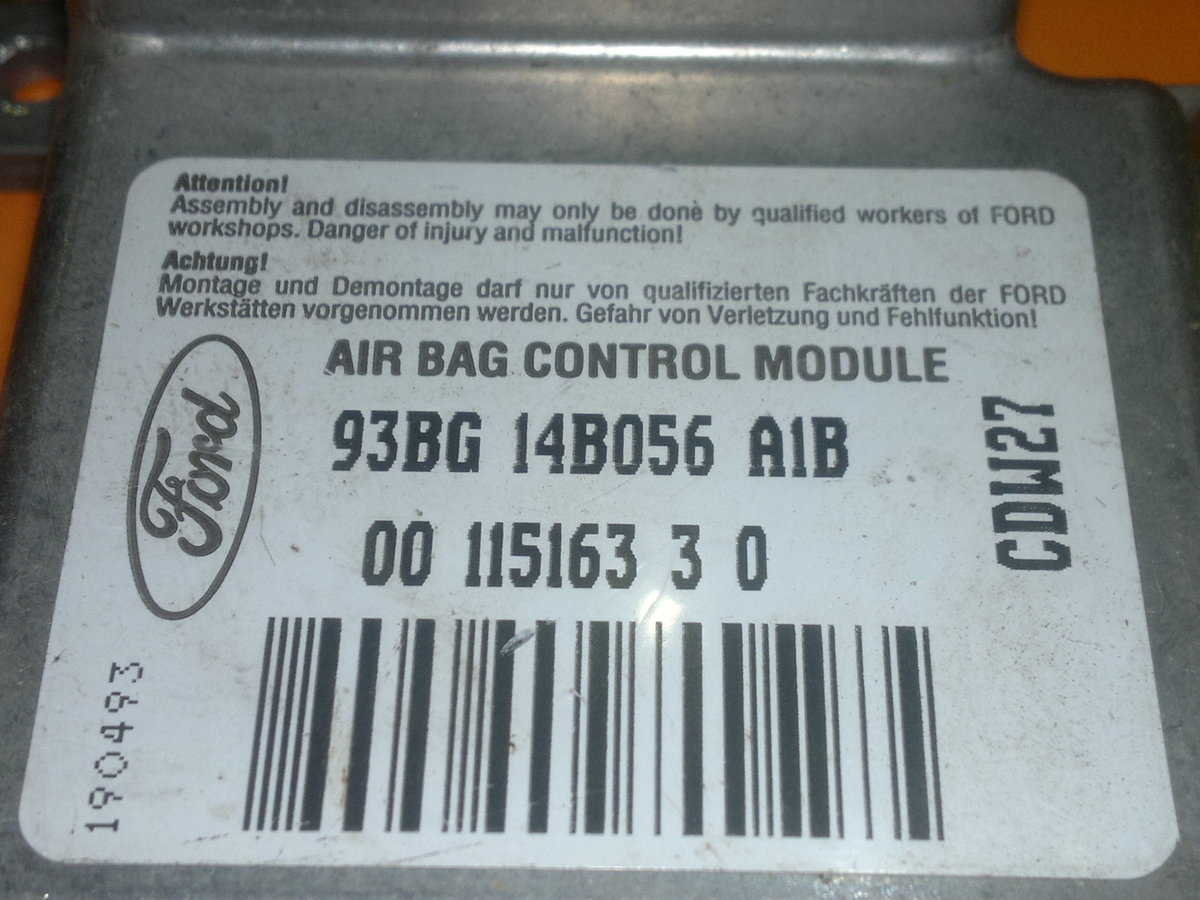 Attention!
Assembly and disassembly may only be done by qualified workers of FORD
workshops. Danger of injury and malfunction!
Achtung!
Montage und Demontage darf nur von qualifizierten Fachkräften der FORD
Werkstätten vorgenommen werden. Gefahr von Verletzung und Fehlfunktion!
AIR BAG CONTROL MODULE
Ford
93BG 14B056 A1B
CDW27
00 115163 3 0
190493